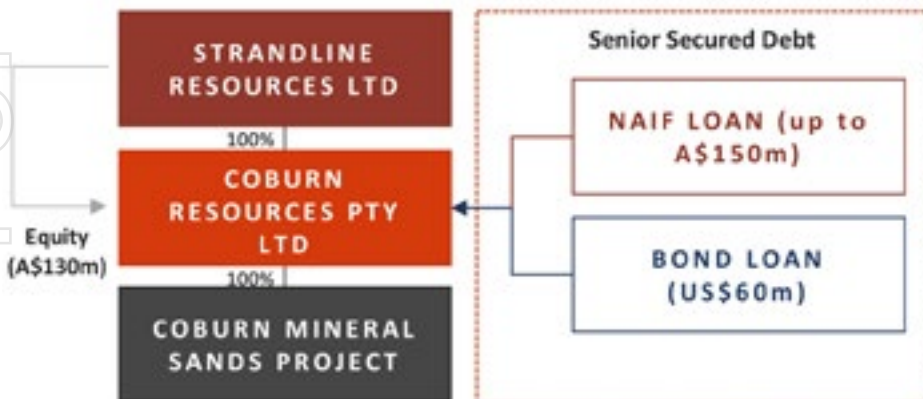 STRANDLINE
RESOURCES LTD
100%
COBURN
RESOURCES PTY
LTD
Equity
(A$130m)
100%
COBURN MINERAL
SANDS PROJECT
Senior Secured Debt
NAIF LOAN (up to
A$150m)
BOND LOAN
(US$60m)